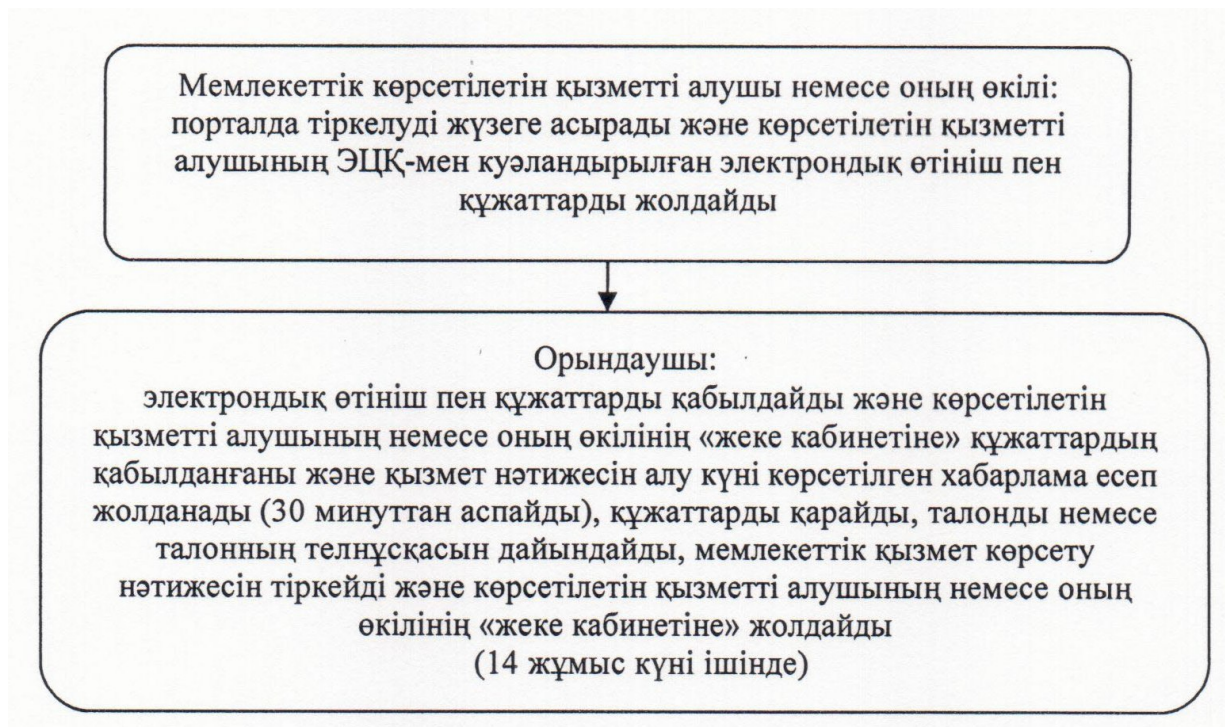 Мемлекеттік көрсетілетін қызметті алушы немесе оның өкілі:
порталда тіркелуді жүзеге асырады және көрсетілетін қызметті
алушының ЭЦҚ-мен куәландырылған электрондық өтініш пен
құжаттарды жолдайды
Орындаушы:
электрондық өтініш пен құжаттарды қабылдайды және көрсетілетін
қызметті алушының немесе оның өкілінің «жеке кабинетіне» құжаттардың
қабылданғаны және қызмет нәтижесін алу күні көрсетілген хабарлама есеп
жолданады (30 минуттан аспайды), құжаттарды қарайды, талонды немесе
талонның телнұсқасын дайындайды, мемлекеттік қызмет көрсету
нәтижесін тіркейді және көрсетілетін қызметті алушының немесе оның
өкілінің «жеке кабинетіне» жолдайды
(14 жұмыс күні ішінде)